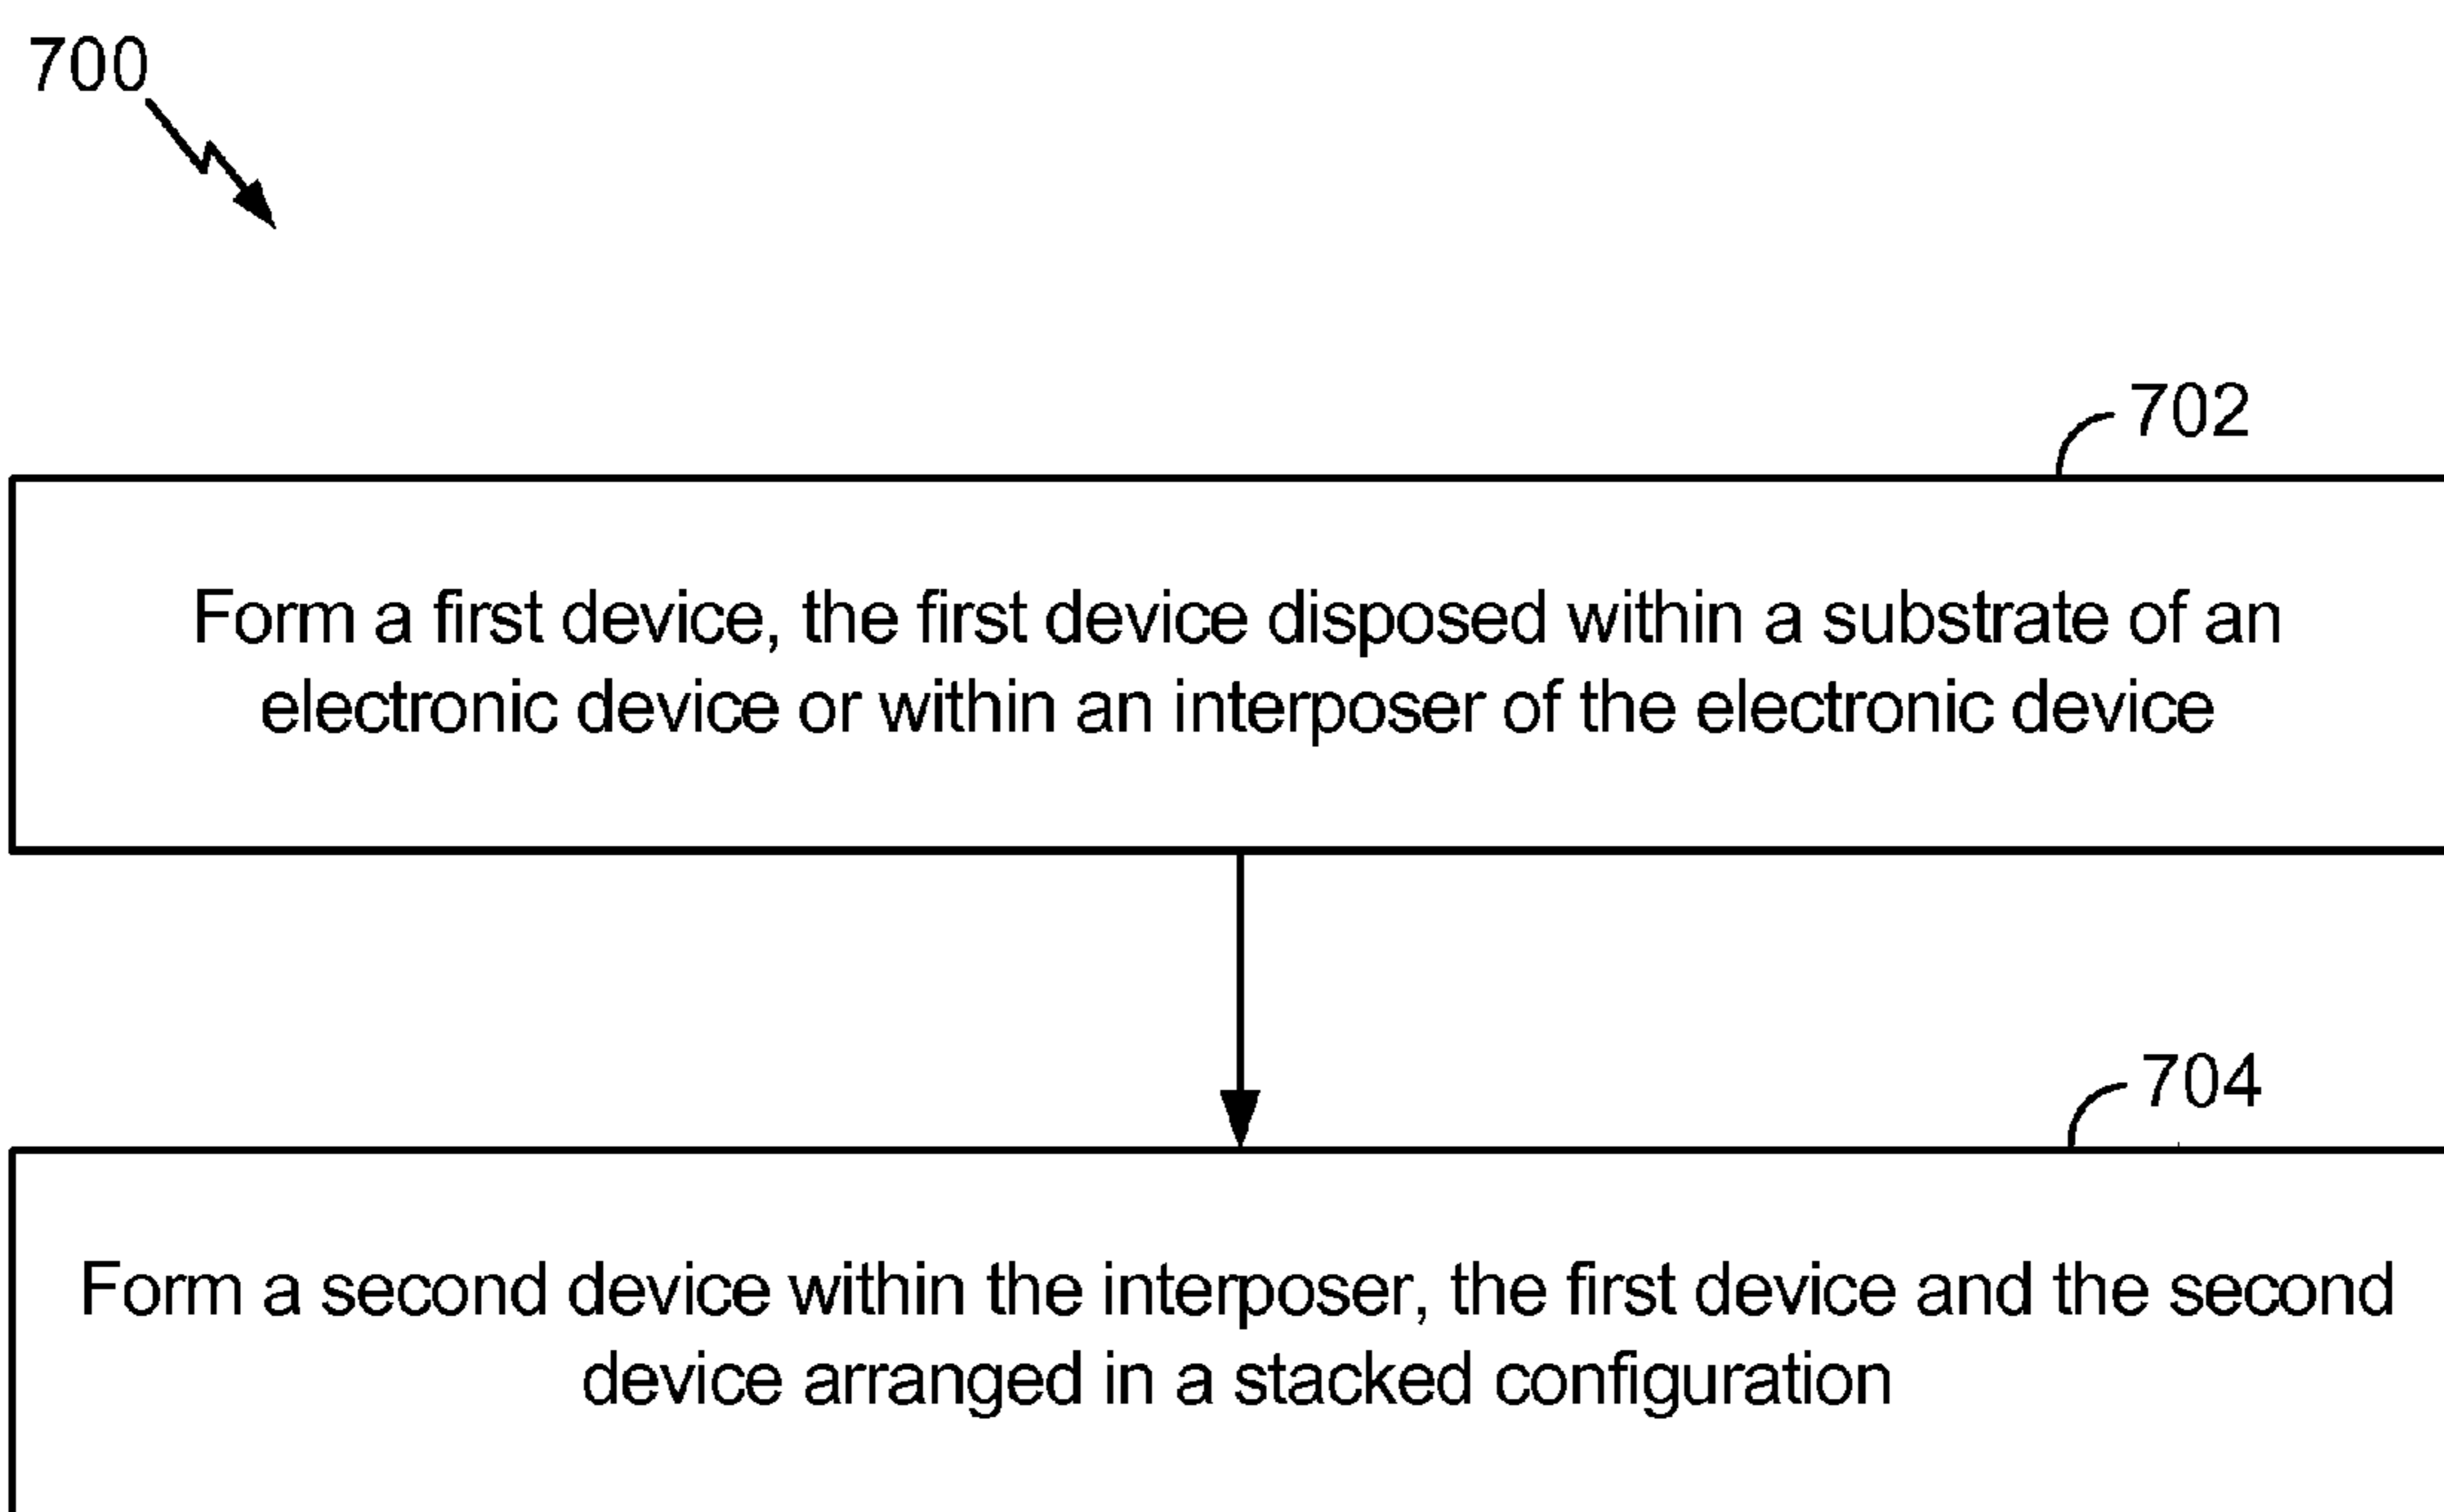 700
702
Form a first device, the first device disposed within a substrate of an
electronic device or within an interposer of the electronic device
704
Form a second device within the interposer, the first device and the second
device arranged in a stacked configuration